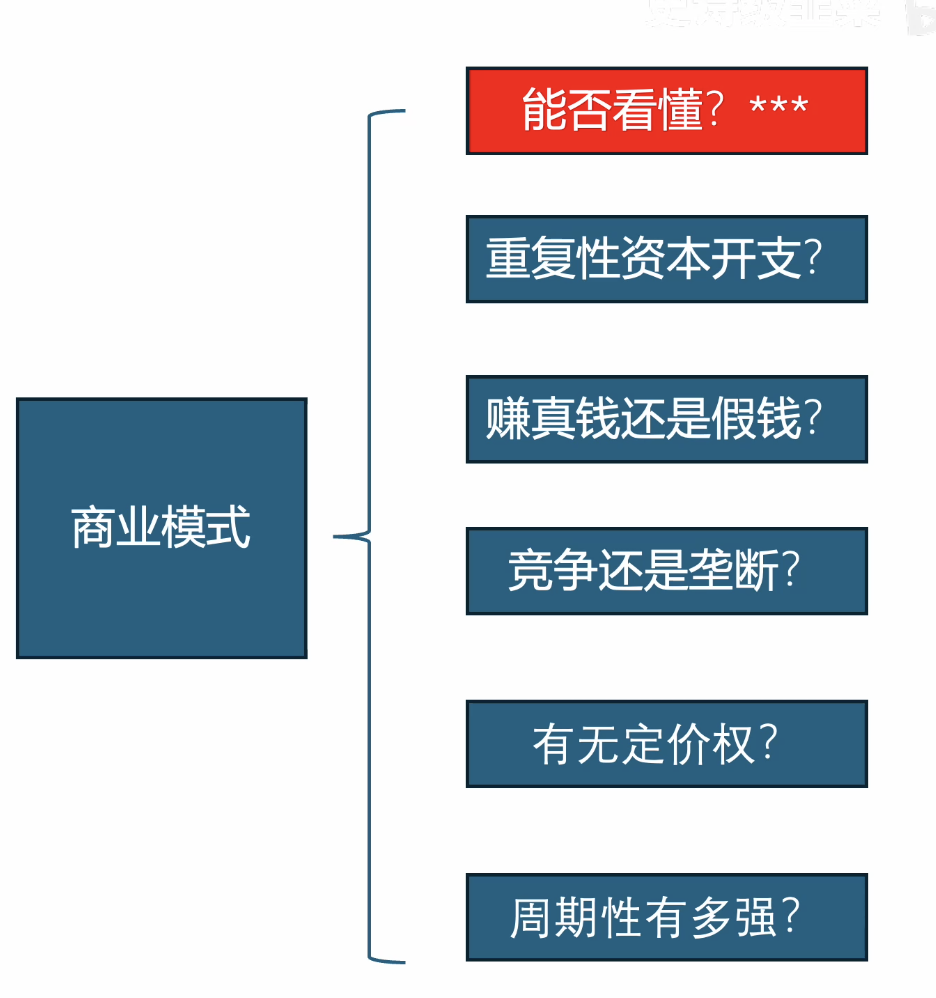 能否看懂？***
重复性资本开支？
赚真钱还是假钱？
商业模式
竞争还是垄断？
有无定价权？
周期性有多强？